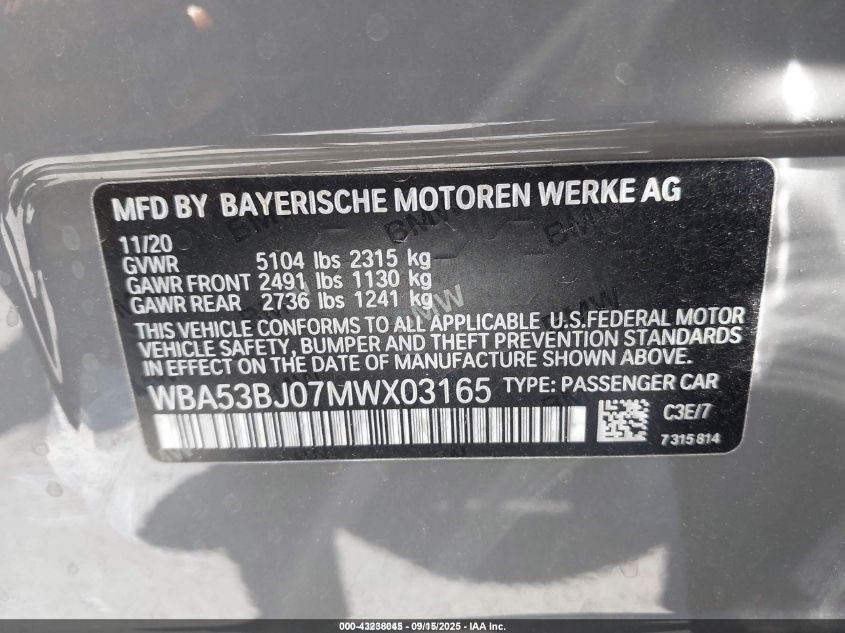 MFD BY BAYERISCHE MOTOREN WERKE AG
11/20
GVWR 5104 lbs 2315 kg
GAWR FRONT 2491 lbs 1130 kg
GAWR REAR 2736 lbs 1241 kg
THIS VEHICLE CONFORMS TO ALL APPLICABLE U.S.FEDERAL MOTOR
VEHICLE SAFETY, BUMPER AND THEFT PREVENTION STANDARDS
IN EFFECT ON THE DATE OF MANUFACTURE SHOWN ABOVE.
WBA53BJ07MWX03165 TYPE: PASSENGER CAR
C3E/7
7315814
000-43238045 - 09/15/2025 - IAA Inc.